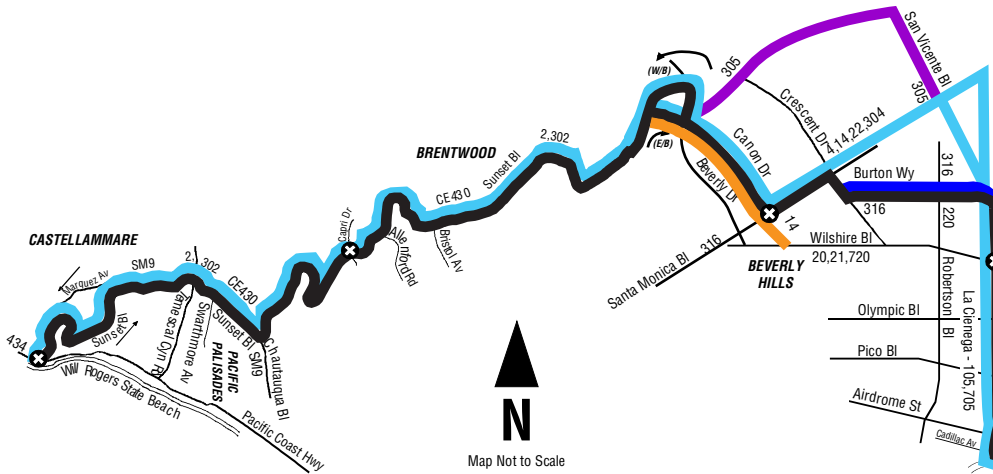 San Vicente Bl
305
305
(W/B)
Crescent Dr
4,14,22,304
2,302
Canon Dr
(E/B)
BRENTWOOD
Sunset Bl
Beverly Dr
316
Burton Wy
CE430
Capri Dr
Allenford Rd
Bristol Av
316
220
14
CASTELLAMMARE
Wilshire Bl
20,21,720
316
Santa Monica Bl
BEVERLY
HILLS
Robertson Bl
La Cienega - 105,705
SM9
2, 302
CE430
Marquez Av
Sunset Bl
Temescal Cyn Rd
Swarthmore Av
Sunset Bl SM9
PACIFIC
PALISADES
Chautauqua Bl
434
Will Rogers State Beach
Pacific Coast Hwy
Olympic Bl
Pico Bl
Airdrome St
Cadillac Av
N
Map Not to Scale